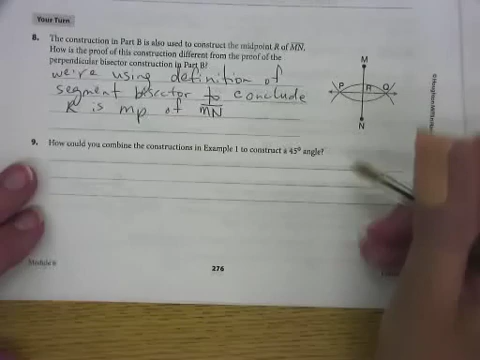 Your Turn
8. The construction in Part B is also used to construct the midpoint R of MN.
How is the proof of this construction different from the proof of the
perpendicular bisector construction in Part B?
we're using definition of
segment bisector to conclude
R is mp of MN
M
P R Q
N
9. How could you combine the constructions in Example 1 to construct a 45° angle?
Module 6
276